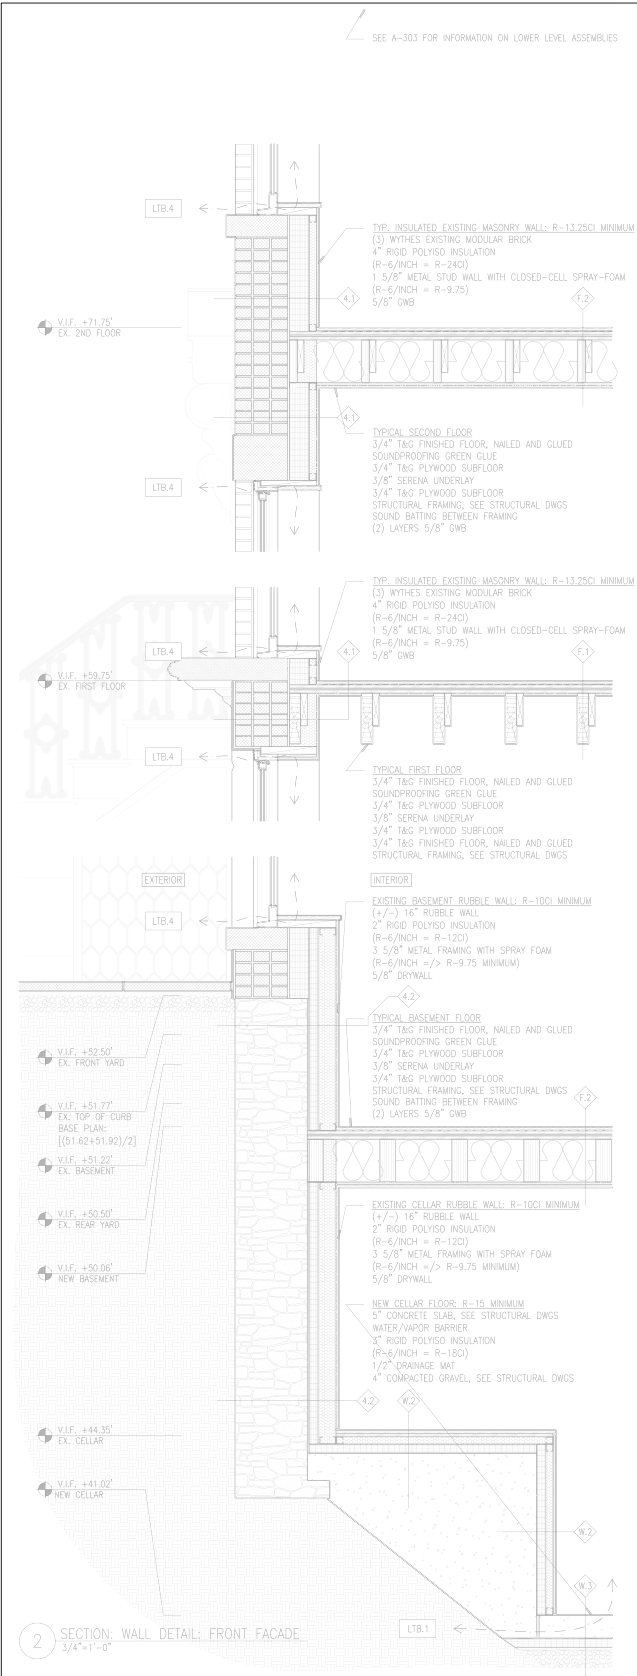 SEE A-303 FOR INFORMATION ON LOWER LEVEL ASSEMBLIES
LTB.4
TYP. INSULATED EXISTING MASONRY WALL: R-13.25CI MINIMUM
(3) WYTHES EXISTING MODULAR BRICK
4" RIGID POLYISO INSULATION
(R-6/INCH = R-24CI)
1 5/8" METAL STUD WALL WITH CLOSED-CELL SPRAY-FOAM
(R-6/INCH = R-9.75)
5/8" GWB
4.1
F.2
V.I.F. +71.75'
EX. 2ND FLOOR
4.1
TYPICAL SECOND FLOOR
3/4" T&G FINISHED FLOOR, NAILED AND GLUED
SOUNDPROOFING GREEN GLUE
3/4" T&G PLYWOOD SUBFLOOR
3/8" SERENA UNDERLAY
3/4" T&G PLYWOOD SUBFLOOR
STRUCTURAL FRAMING, SEE STRUCTURAL DWGS
SOUND BATTING BETWEEN FRAMING
(2) LAYERS 5/8" GWB
LTB.4
TYP. INSULATED EXISTING MASONRY WALL: R-13.25CI MINIMUM
(3) WYTHES EXISTING MODULAR BRICK
4" RIGID POLYISO INSULATION
(R-6/INCH = R-24CI)
1 5/8" METAL STUD WALL WITH CLOSED-CELL SPRAY-FOAM
(R-6/INCH = R-9.75)
5/8" GWB
LTB.4
4.1
F.1
V.I.F. +59.75'
EX. FIRST FLOOR
LTB.4
TYPICAL FIRST FLOOR
3/4" T&G FINISHED FLOOR, NAILED AND GLUED
SOUNDPROOFING GREEN GLUE
3/4" T&G PLYWOOD SUBFLOOR
3/8" SERENA UNDERLAY
3/4" T&G PLYWOOD SUBFLOOR
3/4" T&G FINISHED FLOOR, NAILED AND GLUED
STRUCTURAL FRAMING, SEE STRUCTURAL DWGS
EXTERIOR
INTERIOR
LTB.4
EXISTING BASEMENT RUBBLE WALL: R-10CI MINIMUM
(+/-) 16" RUBBLE WALL
2" RIGID POLYISO INSULATION
(R-6/INCH = R-12CI)
3 5/8" METAL FRAMING WITH SPRAY FOAM
(R-6/INCH =/> R-9.75 MINIMUM)
5/8" DRYWALL
4.2
TYPICAL BASEMENT FLOOR
3/4" T&G FINISHED FLOOR, NAILED AND GLUED
SOUNDPROOFING GREEN GLUE
3/4" T&G PLYWOOD SUBFLOOR
3/8" SERENA UNDERLAY
3/4" T&G PLYWOOD SUBFLOOR
STRUCTURAL FRAMING, SEE STRUCTURAL DWGS
SOUND BATTING BETWEEN FRAMING
(2) LAYERS 5/8" GWB
F.2
V.I.F. +52.50'
EX. FRONT YARD
V.I.F. +51.77'
EX. TOP OF CURB
BASE PLAN:
[(51.62+51.92)/2]
V.I.F. +51.22'
EX. BASEMENT
V.I.F. +50.50'
EX. REAR YARD
V.I.F. +50.06'
NEW BASEMENT
EXISTING CELLAR RUBBLE WALL: R-10CI MINIMUM
(+/-) 16" RUBBLE WALL
2" RIGID POLYISO INSULATION
(R-6/INCH = R-12CI)
3 5/8" METAL FRAMING WITH SPRAY FOAM
(R-6/INCH =/> R-9.75 MINIMUM)
5/8" DRYWALL
NEW CELLAR FLOOR: R-15 MINIMUM
5" CONCRETE SLAB, SEE STRUCTURAL DWGS
WATER/VAPOR BARRIER
3" RIGID POLYISO INSULATION
(R-6/INCH = R-18CI)
1/2" DRAINAGE MAT
4" COMPACTED GRAVEL, SEE STRUCTURAL DWGS
4.2
W.2
V.I.F. +44.35'
EX. CELLAR
V.I.F. +41.02'
NEW CELLAR
W.2
W.3
LTB.1
2
SECTION: WALL DETAIL: FRONT FACADE
3/4"=1'-0"